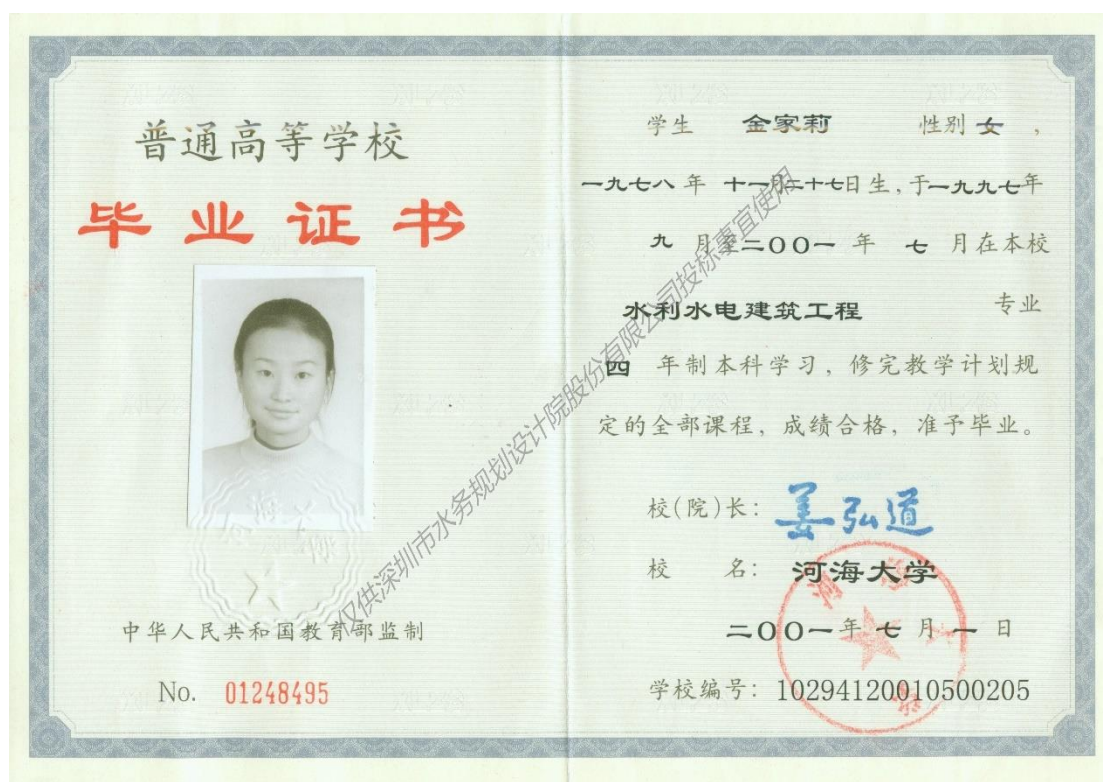 普通高等学校
毕业证书
中华人民共和国教育部监制
No. 01248495
学生 金家莉 性别 女，
一九七八年 十一月二十七日生，于一九九七年
九 月至二〇〇一 年 七 月在本校
水利水电建筑工程 专业
四 年制本科学习，修完教学计划规
定的全部课程，成绩合格，准予毕业。
校(院)长：姜弘道
校 名：河海大学
二〇〇一年 七 月 一 日
学校编号：10294120010500205
仅供深圳市水务规划设计院股份有限公司投标事宜使用